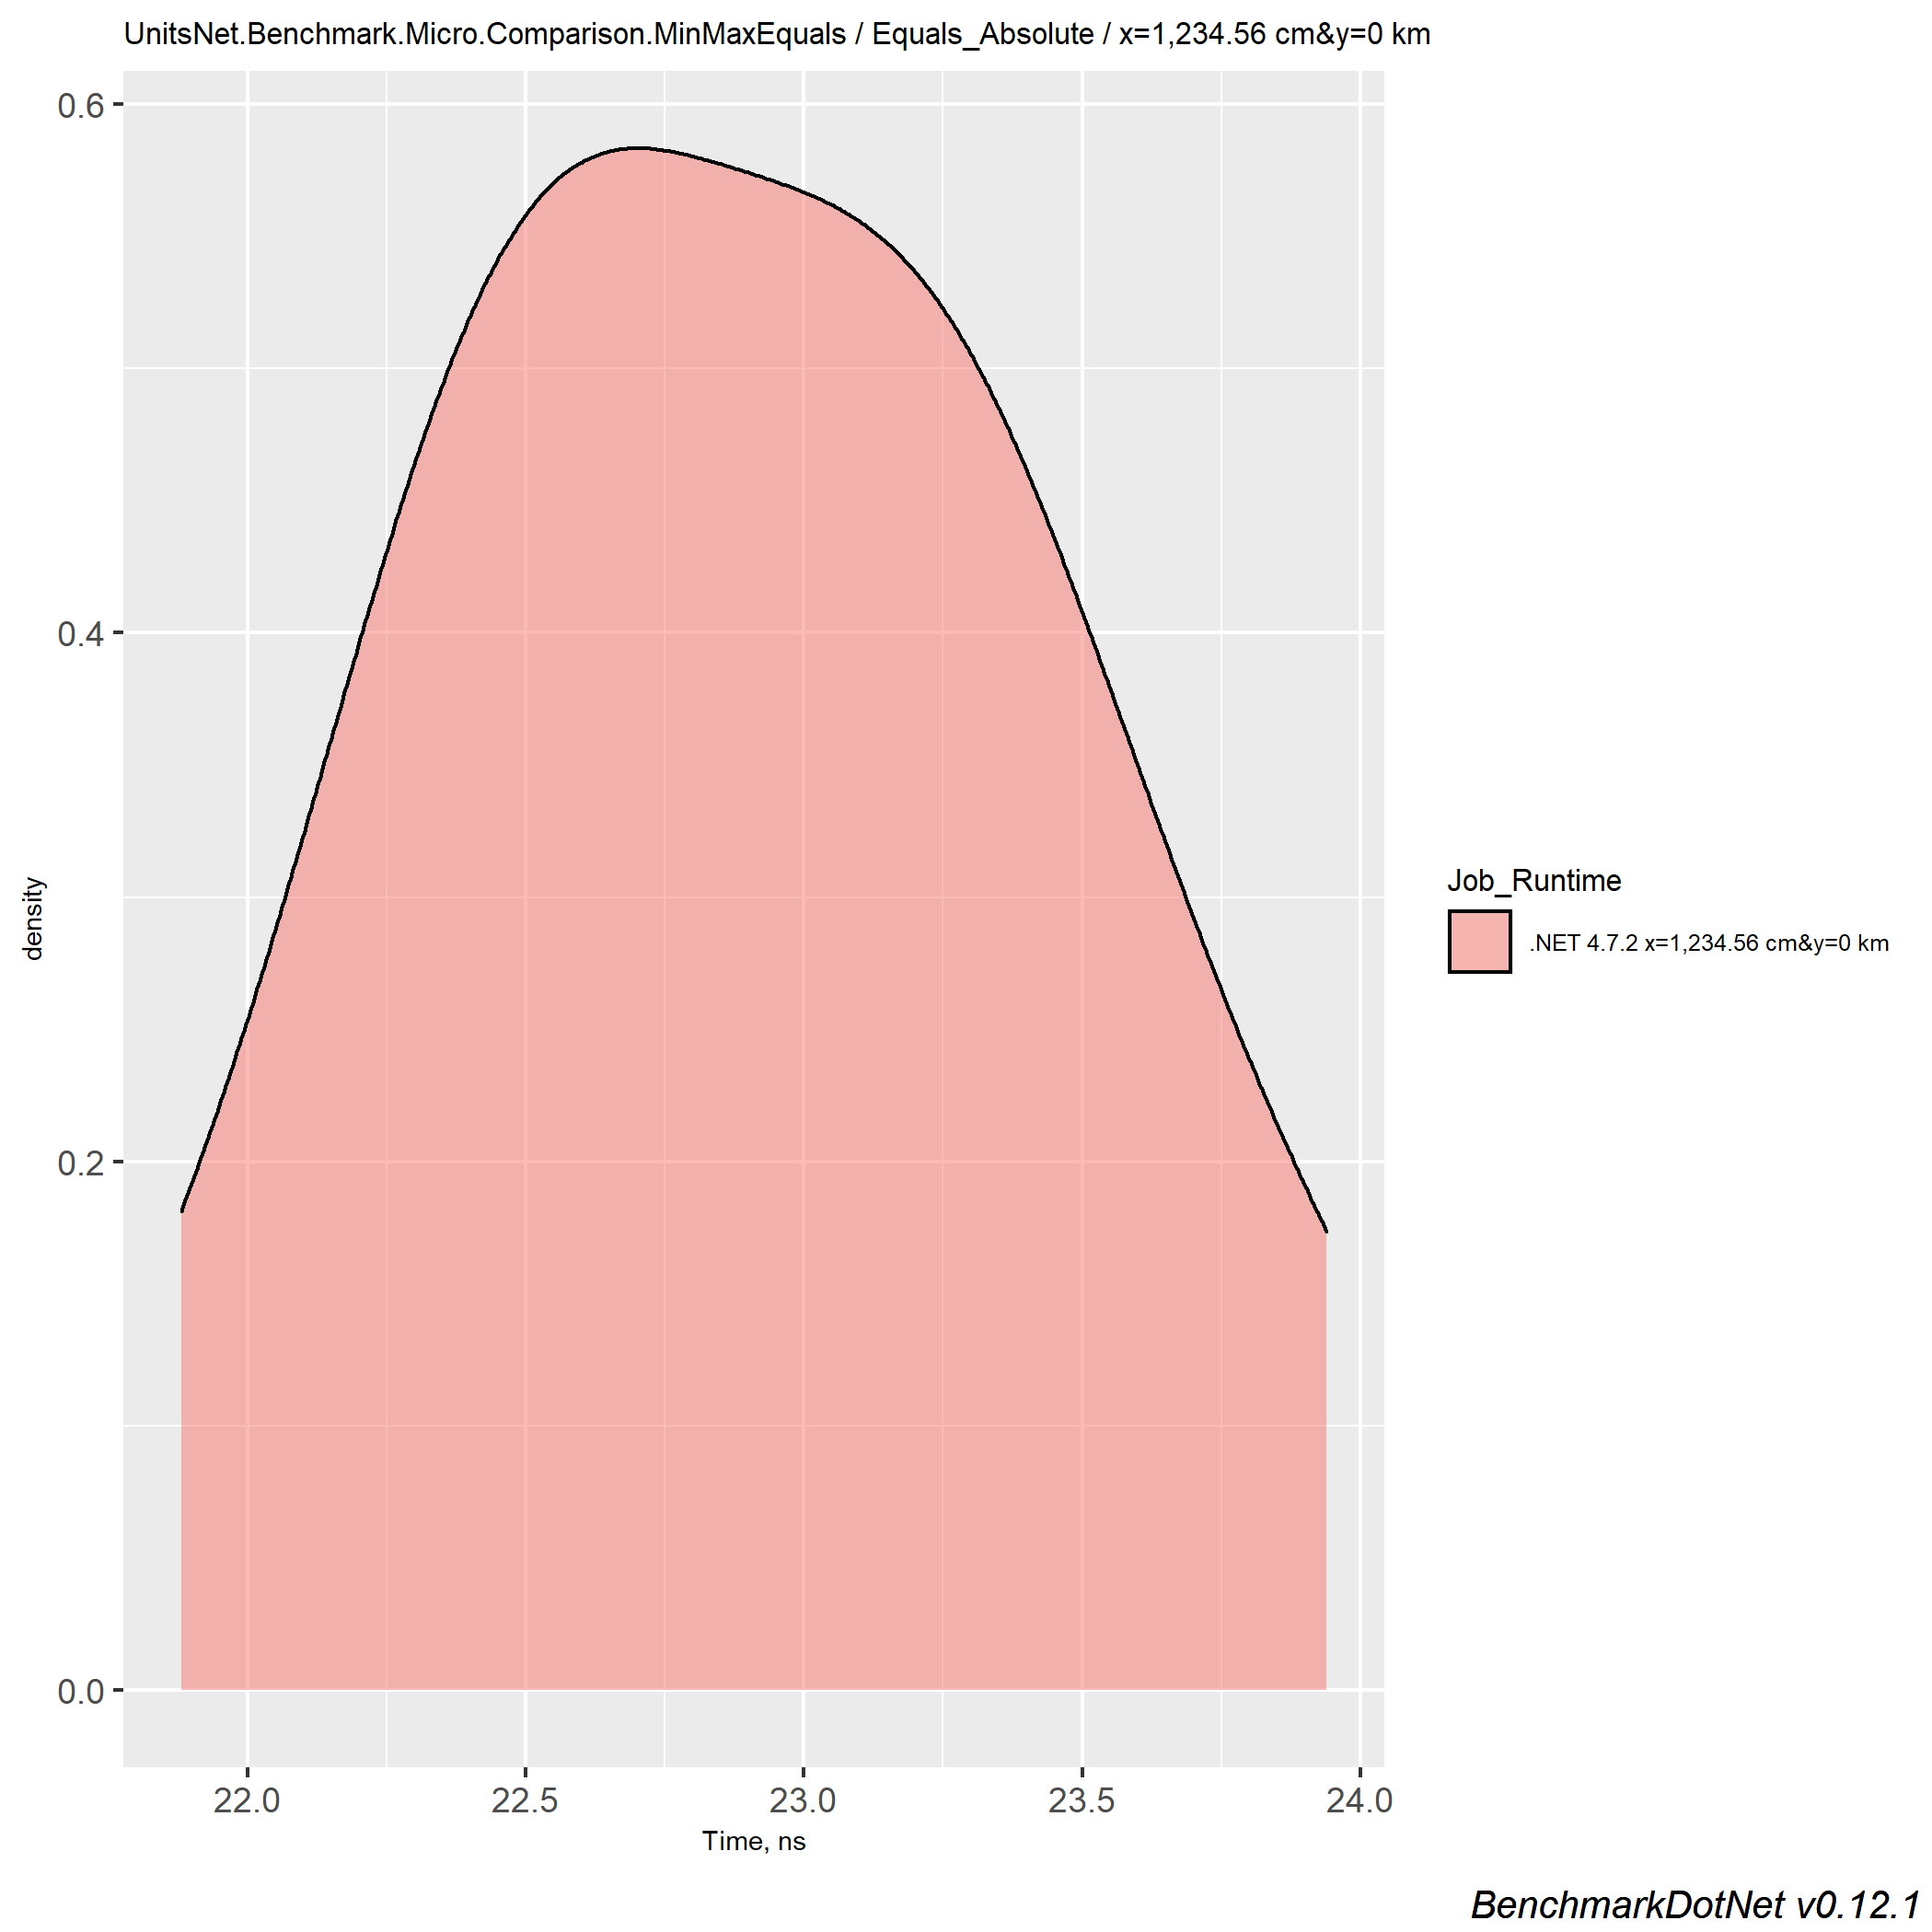 UnitsNet.Benchmark.Micro.Comparison.MinMaxEquals / Equals_Absolute / x=1,234.56 cm&y=0 km
0.6
0.4
0.2
0.0
density
22.0 22.5 23.0 23.5 24.0
Time, ns
Job_Runtime
.NET 4.7.2 x=1,234.56 cm&y=0 km
BenchmarkDotNet v0.12.1